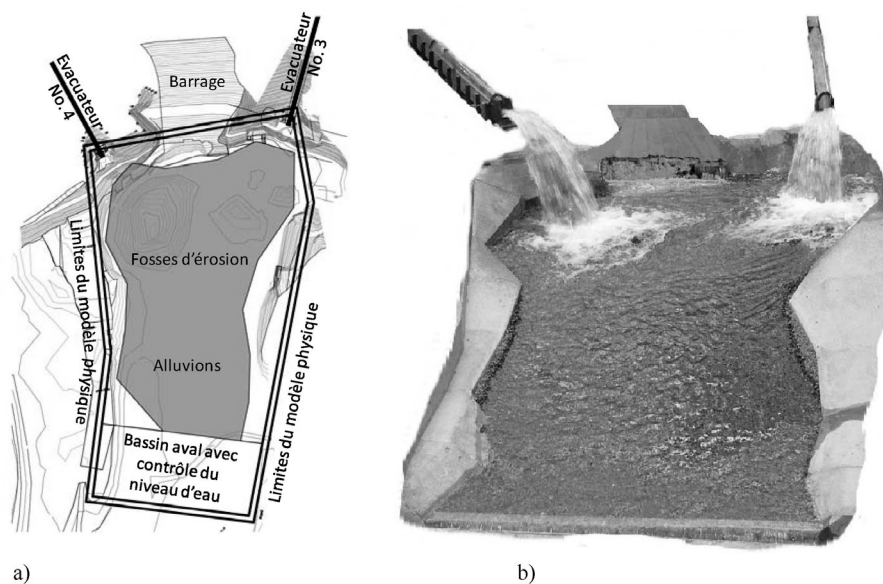 Evacuateur
No. 4
Barrage
Evacuateur
No. 3
Fosses d'érosion
Alluvions
Limites du modèle physique
Limites du modèle physique
Bassin aval avec
contrôle du
niveau d'eau
a)
b)